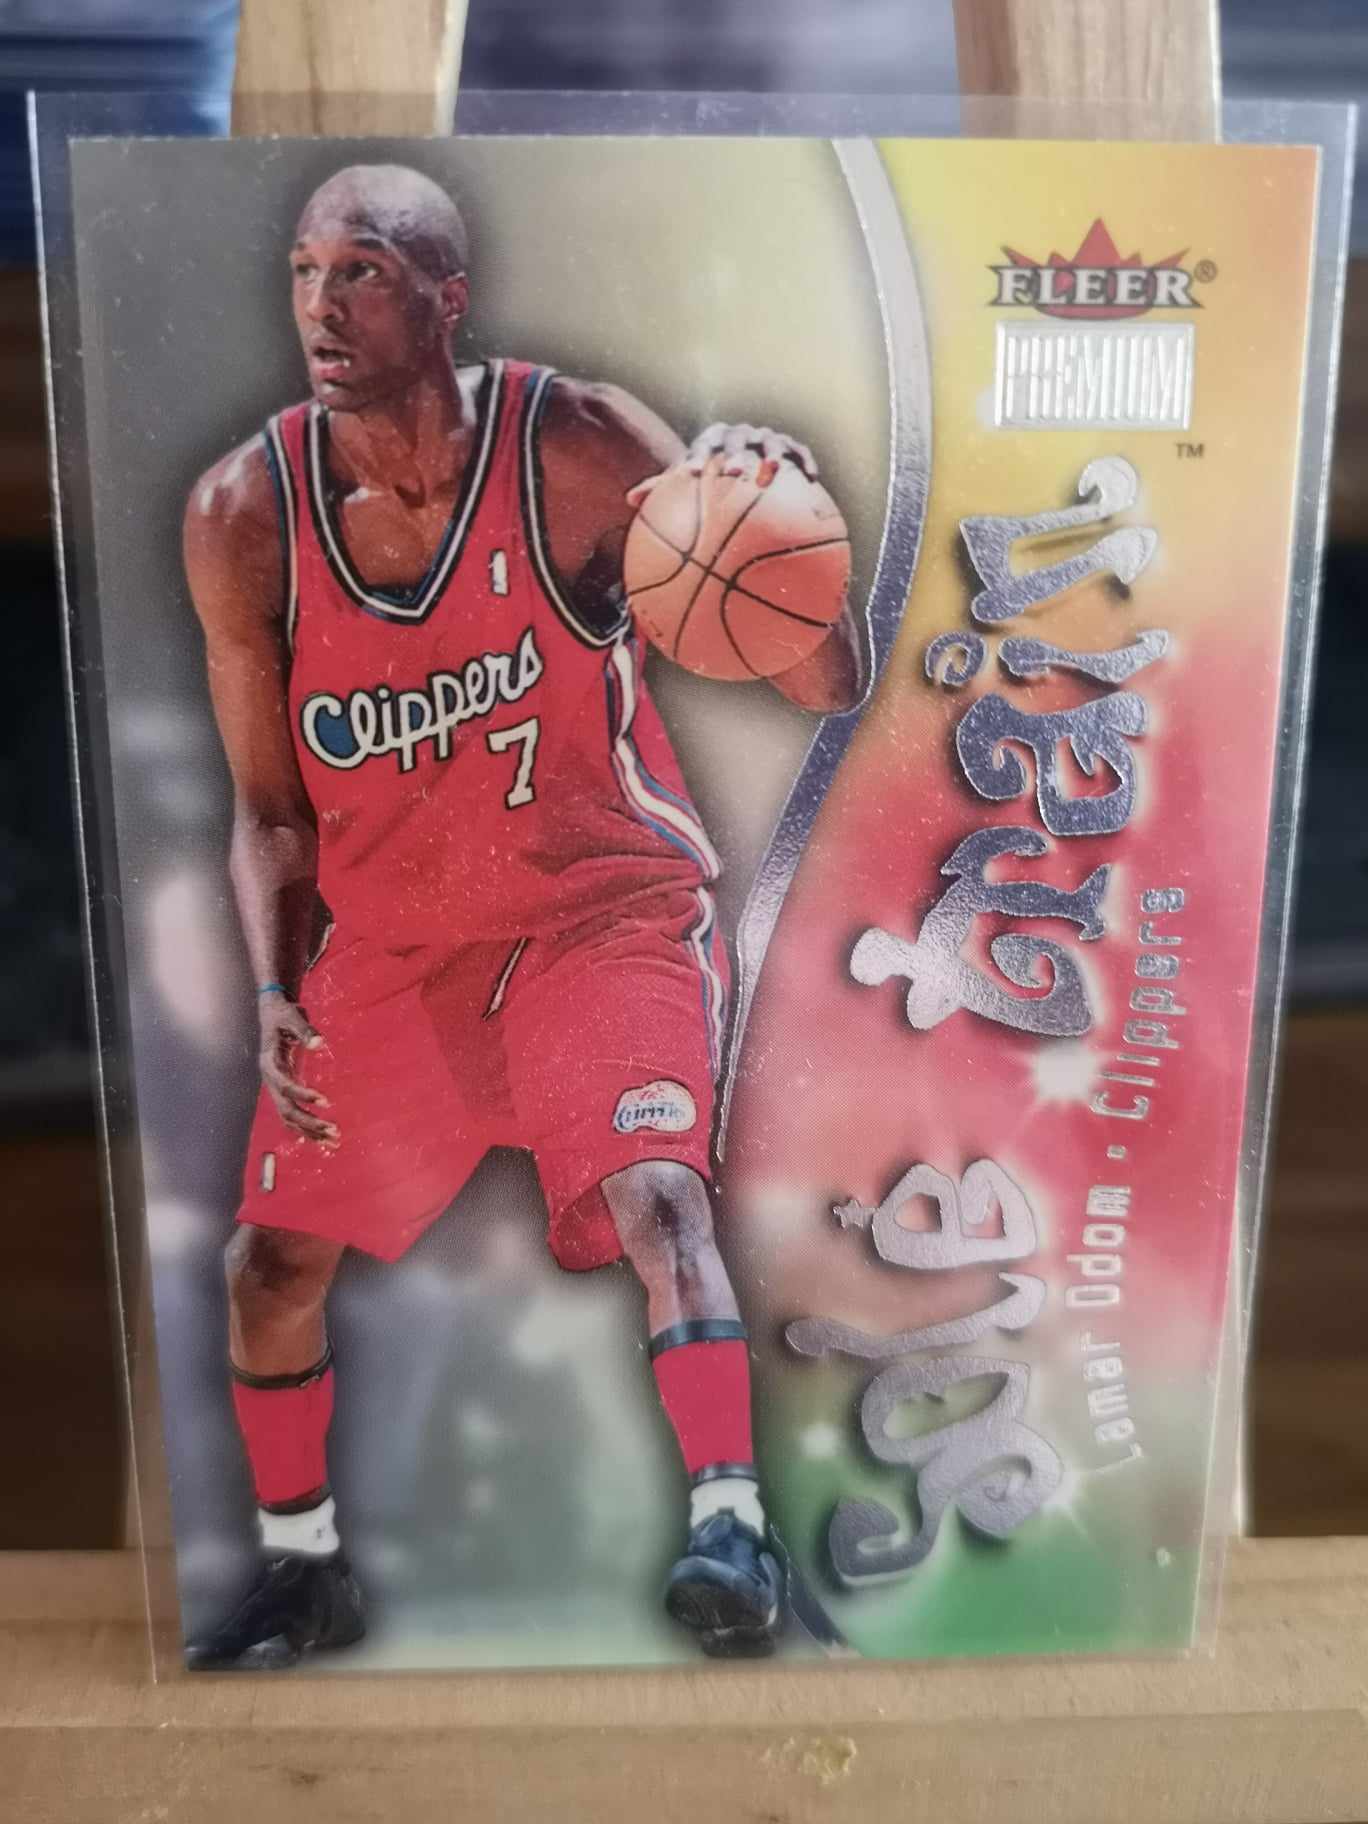 FLEER®
PREMIUM
TM
Sole train
Lamar Odom • Clippers
Clippers
7